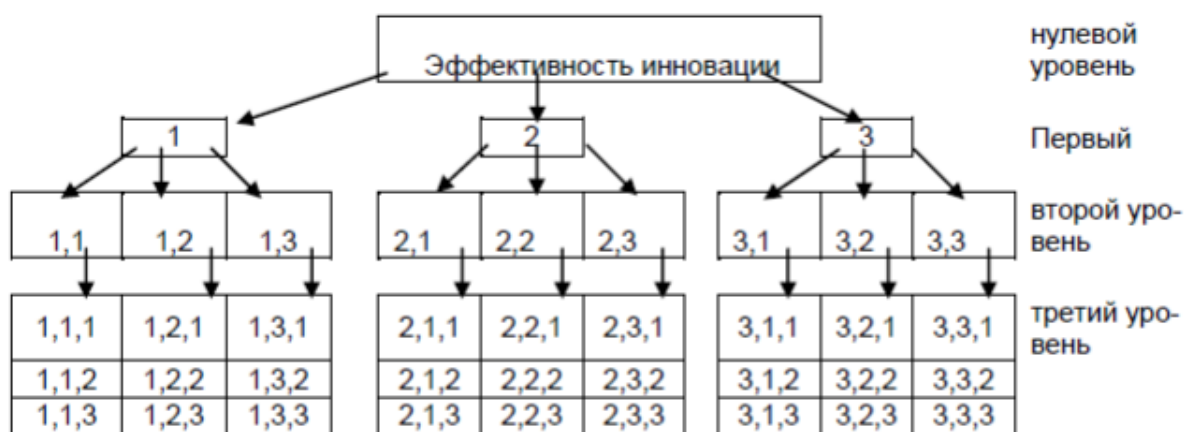 нулевой
уровень
Эффективность инновации
1 2 3 Первый
1,1 1,2 1,3 2,1 2,2 2,3 3,1 3,2 3,3 второй уро-
вень
1,1,1 1,2,1 1,3,1 2,1,1 2,2,1 2,3,1 3,1,1 3,2,1 3,3,1 третий уро-
вень
1,1,2 1,2,2 1,3,2 2,1,2 2,2,2 2,3,2 3,1,2 3,2,2 3,3,2
1,1,3 1,2,3 1,3,3 2,1,3 2,2,3 2,3,3 3,1,3 3,2,3 3,3,3